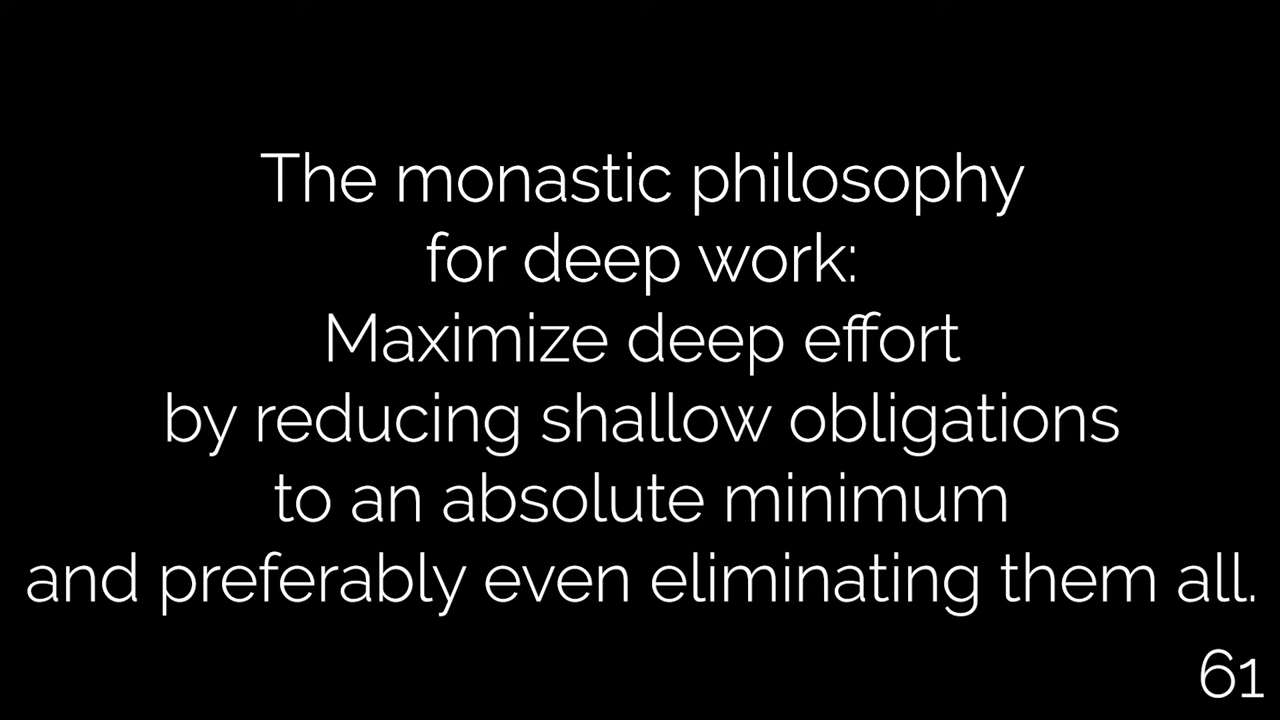 The monastic philosophy
for deep work:
Maximize deep effort
by reducing shallow obligations
to an absolute minimum
and preferably even eliminating them all.
61